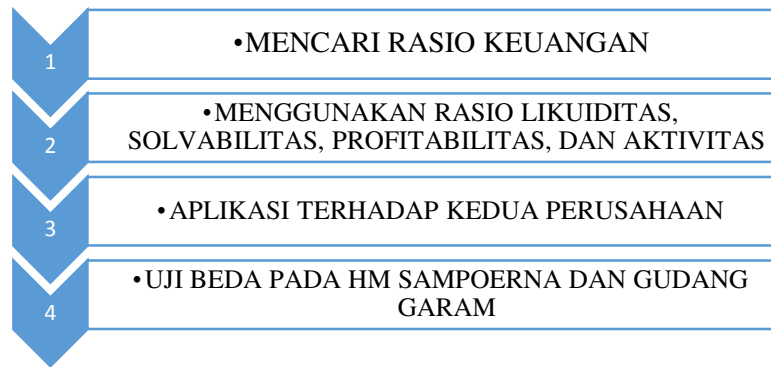 1
•MENCARI RASIO KEUANGAN
2
•MENGGUNAKAN RASIO LIKUIDITAS,
SOLVABILITAS, PROFITABILITAS, DAN AKTIVITAS
3
•APLIKASI TERHADAP KEDUA PERUSAHAAN
4
•UJI BEDA PADA HM SAMPOERNA DAN GUDANG
GARAM